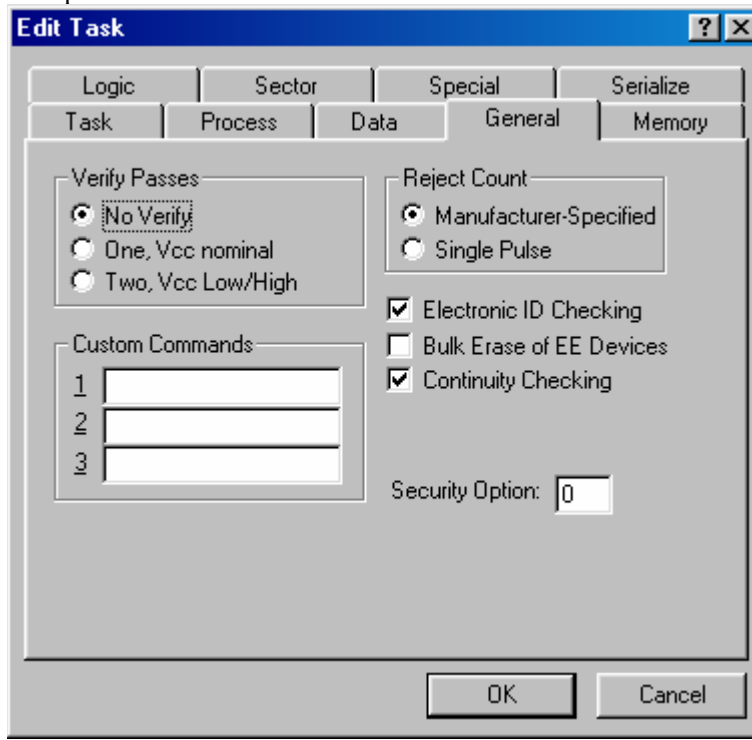 Edit Task
Logic Sector Special Serialize
Task Process Data General Memory
Verify Passes
No Verify
One, Vcc nominal
Two, Vcc Low/High
Reject Count
Manufacturer-Specified
Single Pulse
Electronic ID Checking
Bulk Erase of EE Devices
Continuity Checking
Custom Commands
1
2
3
Security Option: 0
OK Cancel